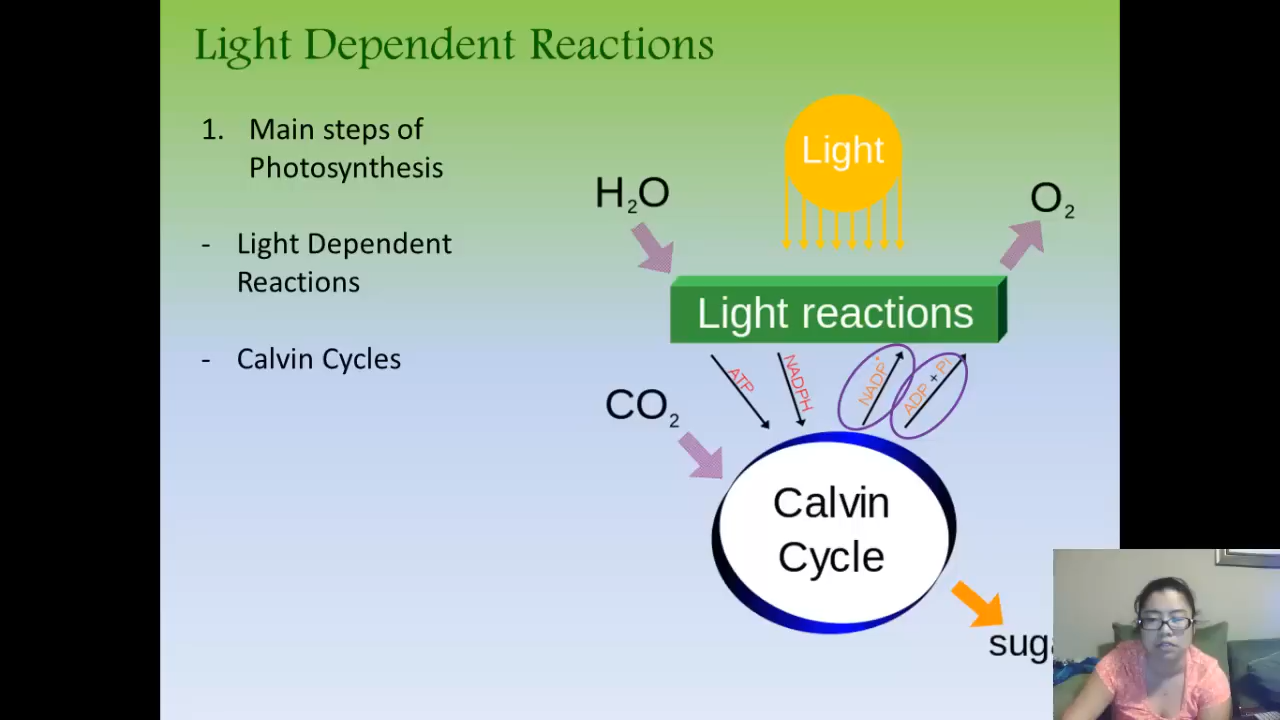 Light Dependent Reactions
1. Main steps of
Photosynthesis
- Light Dependent
Reactions
- Calvin Cycles
Light
H₂O
O₂
Light reactions
ATP
NADPH
NADP⁺
ADP + Pi
CO₂
Calvin
Cycle